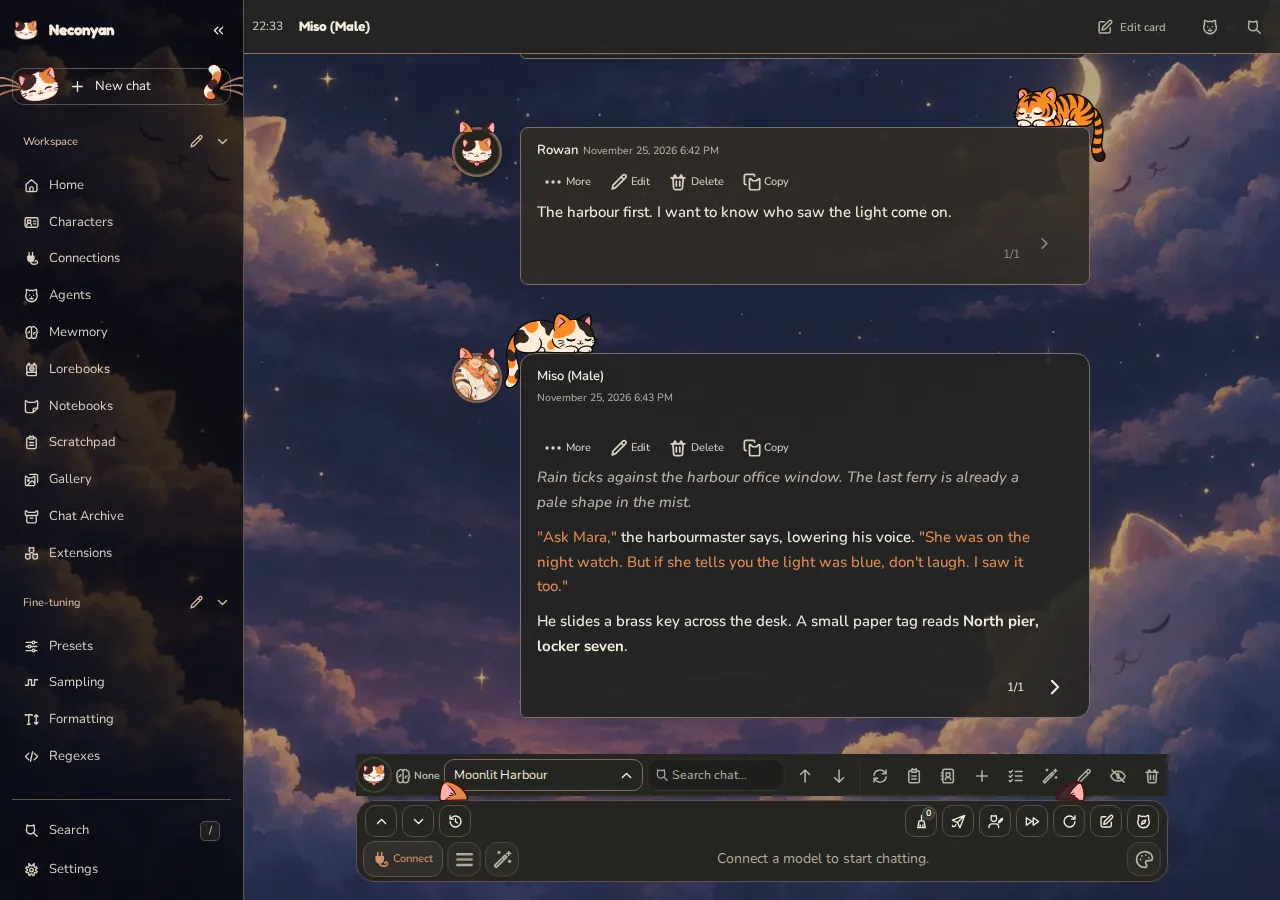 Neconyan
New chat
Workspace
Home
Characters
Connections
Agents
Mewmory
Lorebooks
Notebooks
Scratchpad
Gallery
Chat Archive
Extensions
Fine-tuning
Presets
Sampling
Formatting
Regexes
Search /
Settings
22:33 Miso (Male) Edit card
Rowan November 25, 2026 6:42 PM
More Edit Delete Copy
The harbour first. I want to know who saw the light come on.
1/1
Miso (Male)
November 25, 2026 6:43 PM
More Edit Delete Copy
Rain ticks against the harbour office window. The last ferry is already a
pale shape in the mist.
"Ask Mara," the harbourmaster says, lowering his voice. "She was on the
night watch. But if she tells you the light was blue, don't laugh. I saw it
too."
He slides a brass key across the desk. A small paper tag reads North pier,
locker seven.
1/1
None Moonlit Harbour Search chat...
0
Connect Connect a model to start chatting.